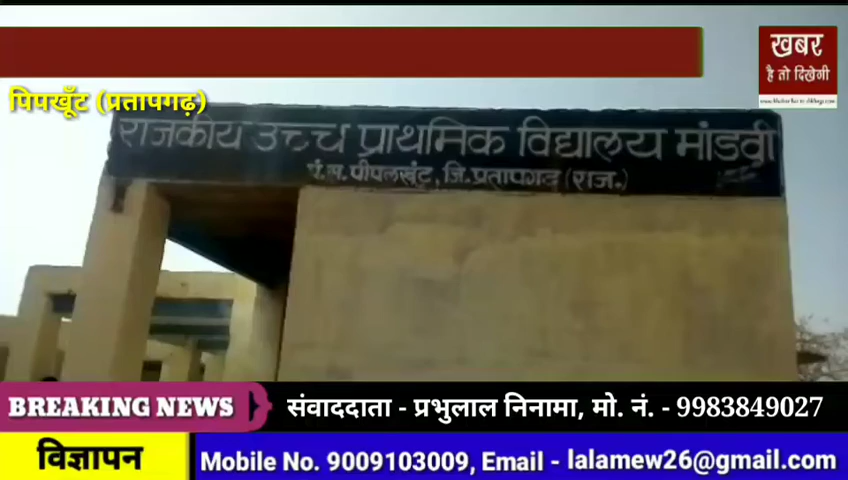 खबर
है तो दिखेगी
पिपखूँट (प्रतापगढ़)
राजकीय उच्च प्राथमिक विद्यालय मांडवी
पं.स. पीपलखूंट, जि. प्रतापगढ़ (राज.)
BREAKING NEWS
संवाददाता - प्रभुलाल निनामा, मो. नं. - 9983849027
विज्ञापन
Mobile No. 9009103009, Email - lalamew26@gmail.com